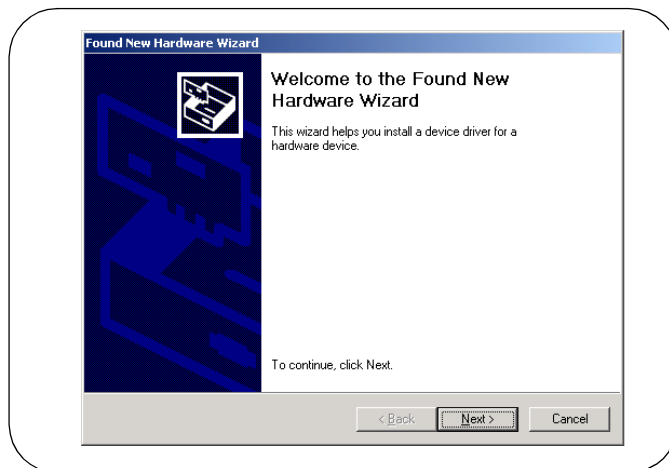 Found New Hardware Wizard
Welcome to the Found New
Hardware Wizard
This wizard helps you install a device driver for a
hardware device.
To continue, click Next.
< Back
Next >
Cancel